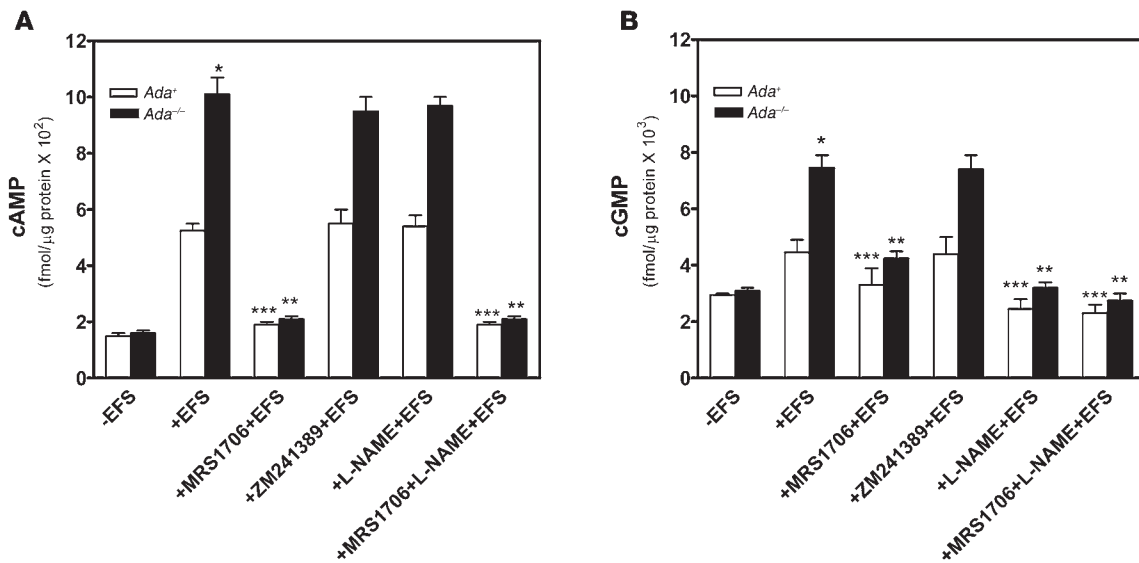 A
cAMP
(fmol/µg protein X 10²)
12
10
8
6
4
2
0
Ada⁺
Ada⁻/⁻
*
***
**
***
**
-EFS
+EFS
+MRS1706+EFS
+ZM241389+EFS
+L-NAME+EFS
+MRS1706+L-NAME+EFS
B
cGMP
(fmol/µg protein X 10³)
12
10
8
6
4
2
0
Ada⁺
Ada⁻/⁻
*
***
**
***
**
***
**
-EFS
+EFS
+MRS1706+EFS
+ZM241389+EFS
+L-NAME+EFS
+MRS1706+L-NAME+EFS